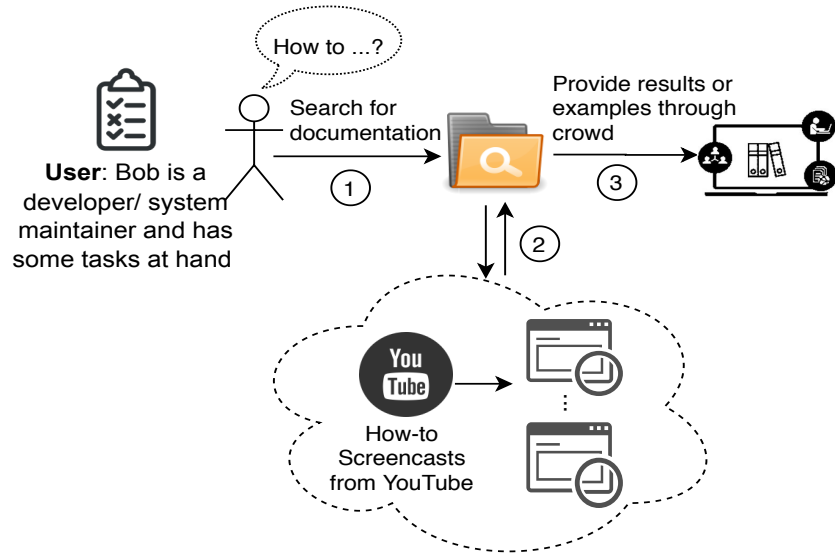 How to ...?
User: Bob is a
developer/ system
maintainer and has
some tasks at hand
Search for
documentation
1
Provide results or
examples through
crowd
3
2
You
Tube
How-to
Screencasts
from YouTube